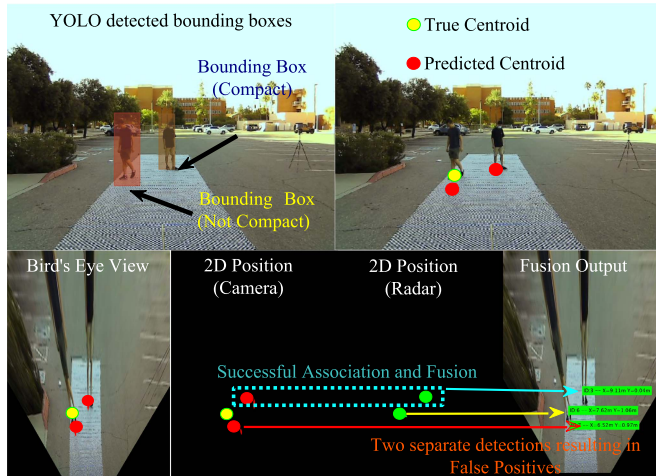 YOLO detected bounding boxes
True Centroid
Predicted Centroid
Bounding Box
(Compact)
Bounding Box
(Not Compact)
Bird's Eye View
2D Position
(Camera)
2D Position
(Radar)
Fusion Output
Successful Association and Fusion
Two separate detections resulting in
False Positives